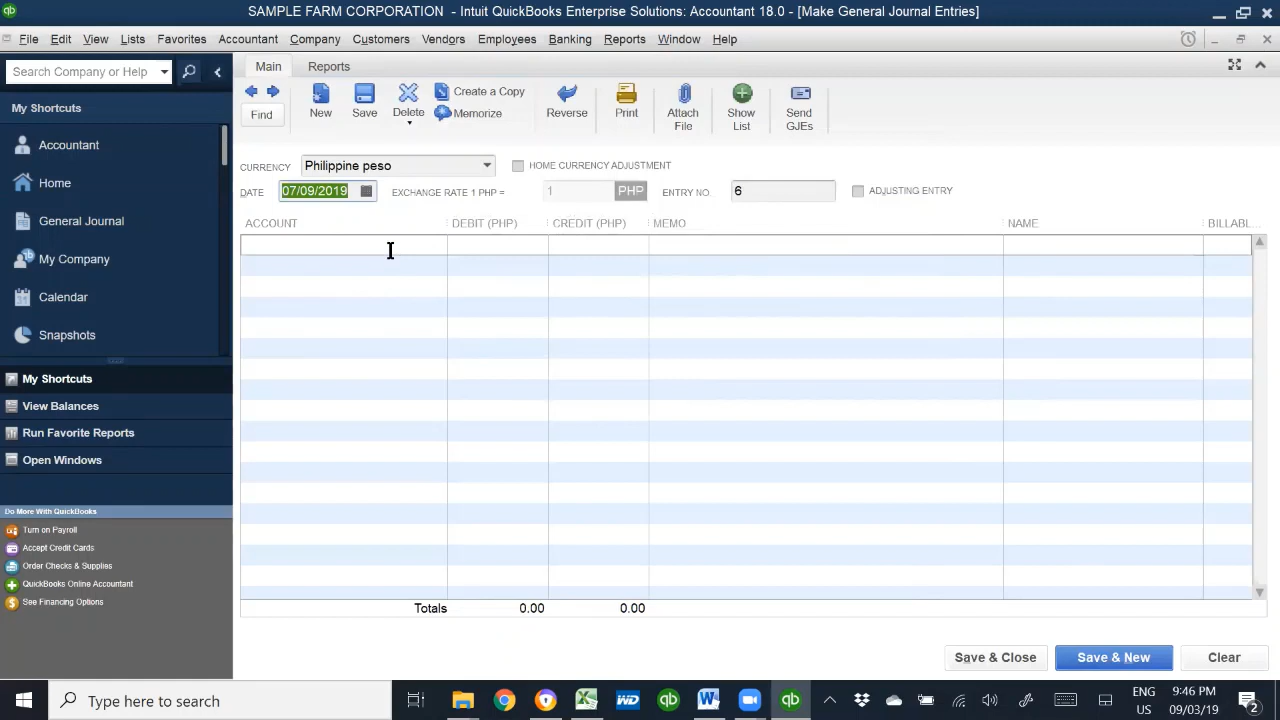 SAMPLE FARM CORPORATION - Intuit QuickBooks Enterprise Solutions: Accountant 18.0 - [Make General Journal Entries]
File Edit View Lists Favorites Accountant Company Customers Vendors Employees Banking Reports Window Help
Search Company or Help
My Shortcuts
Accountant
Home
General Journal
My Company
Calendar
Snapshots
My Shortcuts
View Balances
Run Favorite Reports
Open Windows
Do More With QuickBooks
Turn on Payroll
Accept Credit Cards
Order Checks & Supplies
QuickBooks Online Accountant
See Financing Options
Main Reports
Find
New
Save
Delete
Create a Copy
Memorize
Reverse
Print
Attach
File
Show
List
Send
GJEs
CURRENCY Philippine peso HOME CURRENCY ADJUSTMENT
DATE 07/09/2019 EXCHANGE RATE 1 PHP = 1 PHP ENTRY NO. 6 ADJUSTING ENTRY
ACCOUNT DEBIT (PHP) CREDIT (PHP) MEMO NAME BILLABL...
Totals 0.00 0.00
Save & Close Save & New Clear
Type here to search
ENG
US
9:46 PM
09/03/19
2